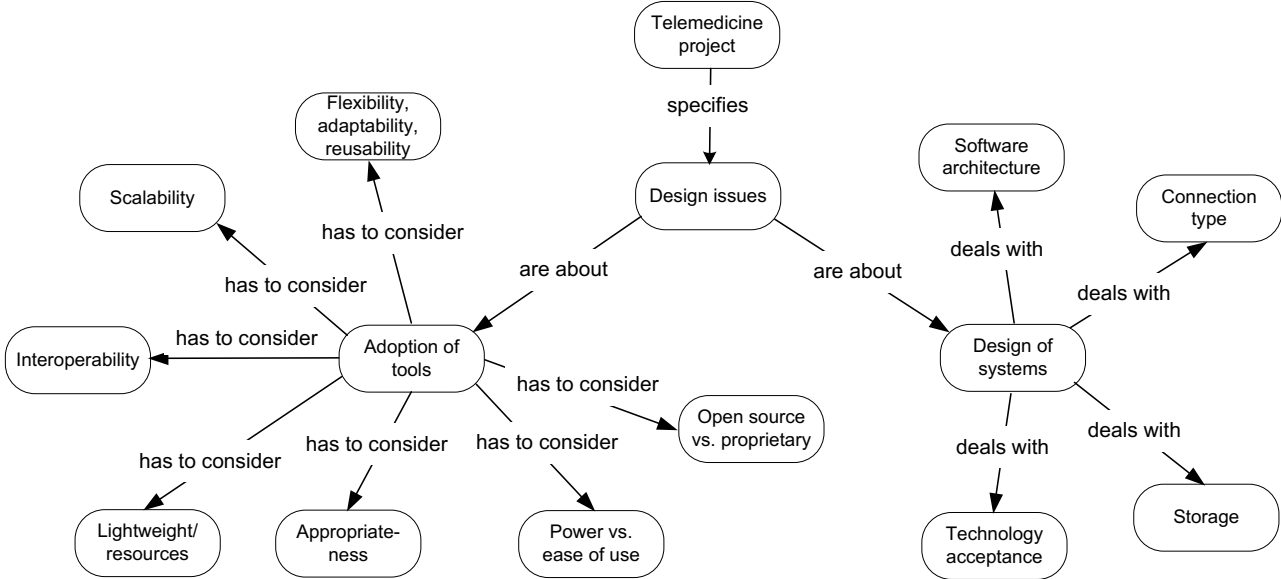 Telemedicine
project
specifies
Flexibility,
adaptability,
reusability
Software
architecture
Scalability
Design issues
Connection
type
has to consider
deals with
are about
are about
has to consider
deals with
has to consider
Interoperability
Adoption of
tools
Design of
systems
has to consider
Open source
vs. proprietary
deals with
has to consider
has to consider
deals with
has to consider
Lightweight/
resources
Appropriate-
ness
Power vs.
ease of use
Technology
acceptance
Storage